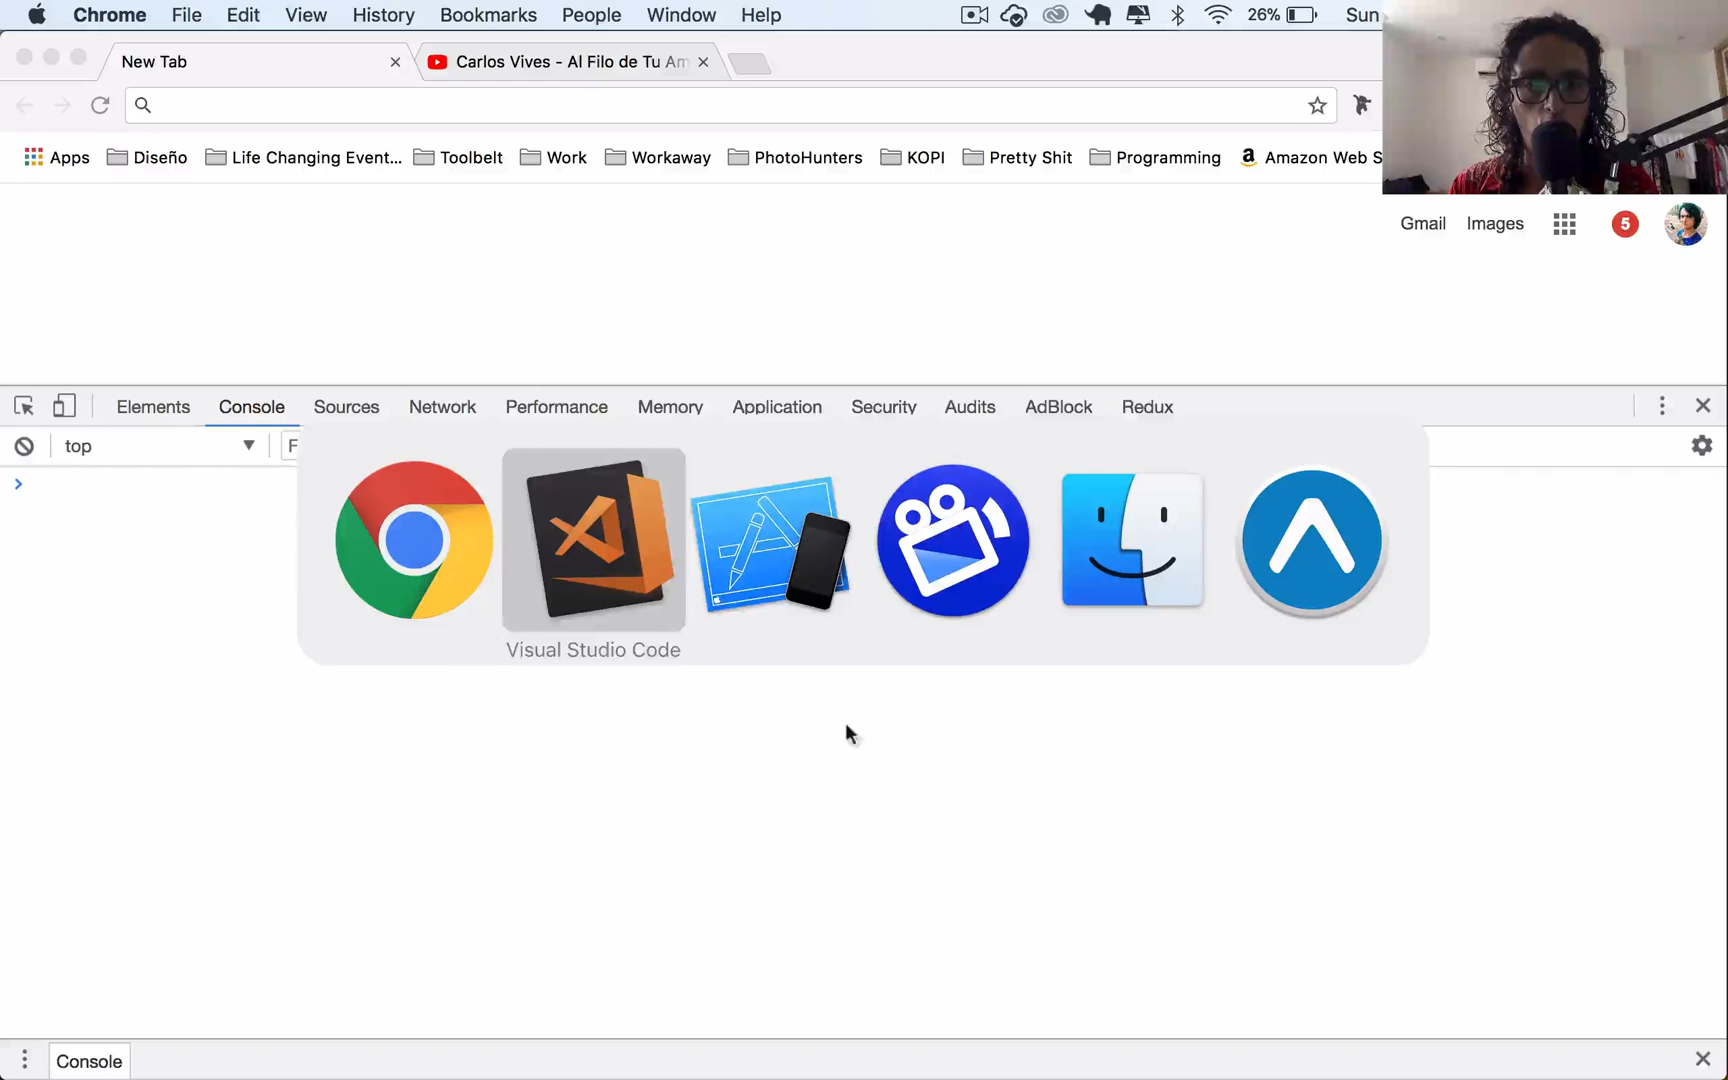 Chrome File Edit View History Bookmarks People Window Help 26% Sun
New Tab Carlos Vives - Al Filo de Tu Am
Apps Diseño Life Changing Event... Toolbelt Work Workaway PhotoHunters KOPI Pretty Shit Programming Amazon Web S
Gmail Images 5
Elements Console Sources Network Performance Memory Application Security Audits AdBlock Redux
top F
Visual Studio Code
Console